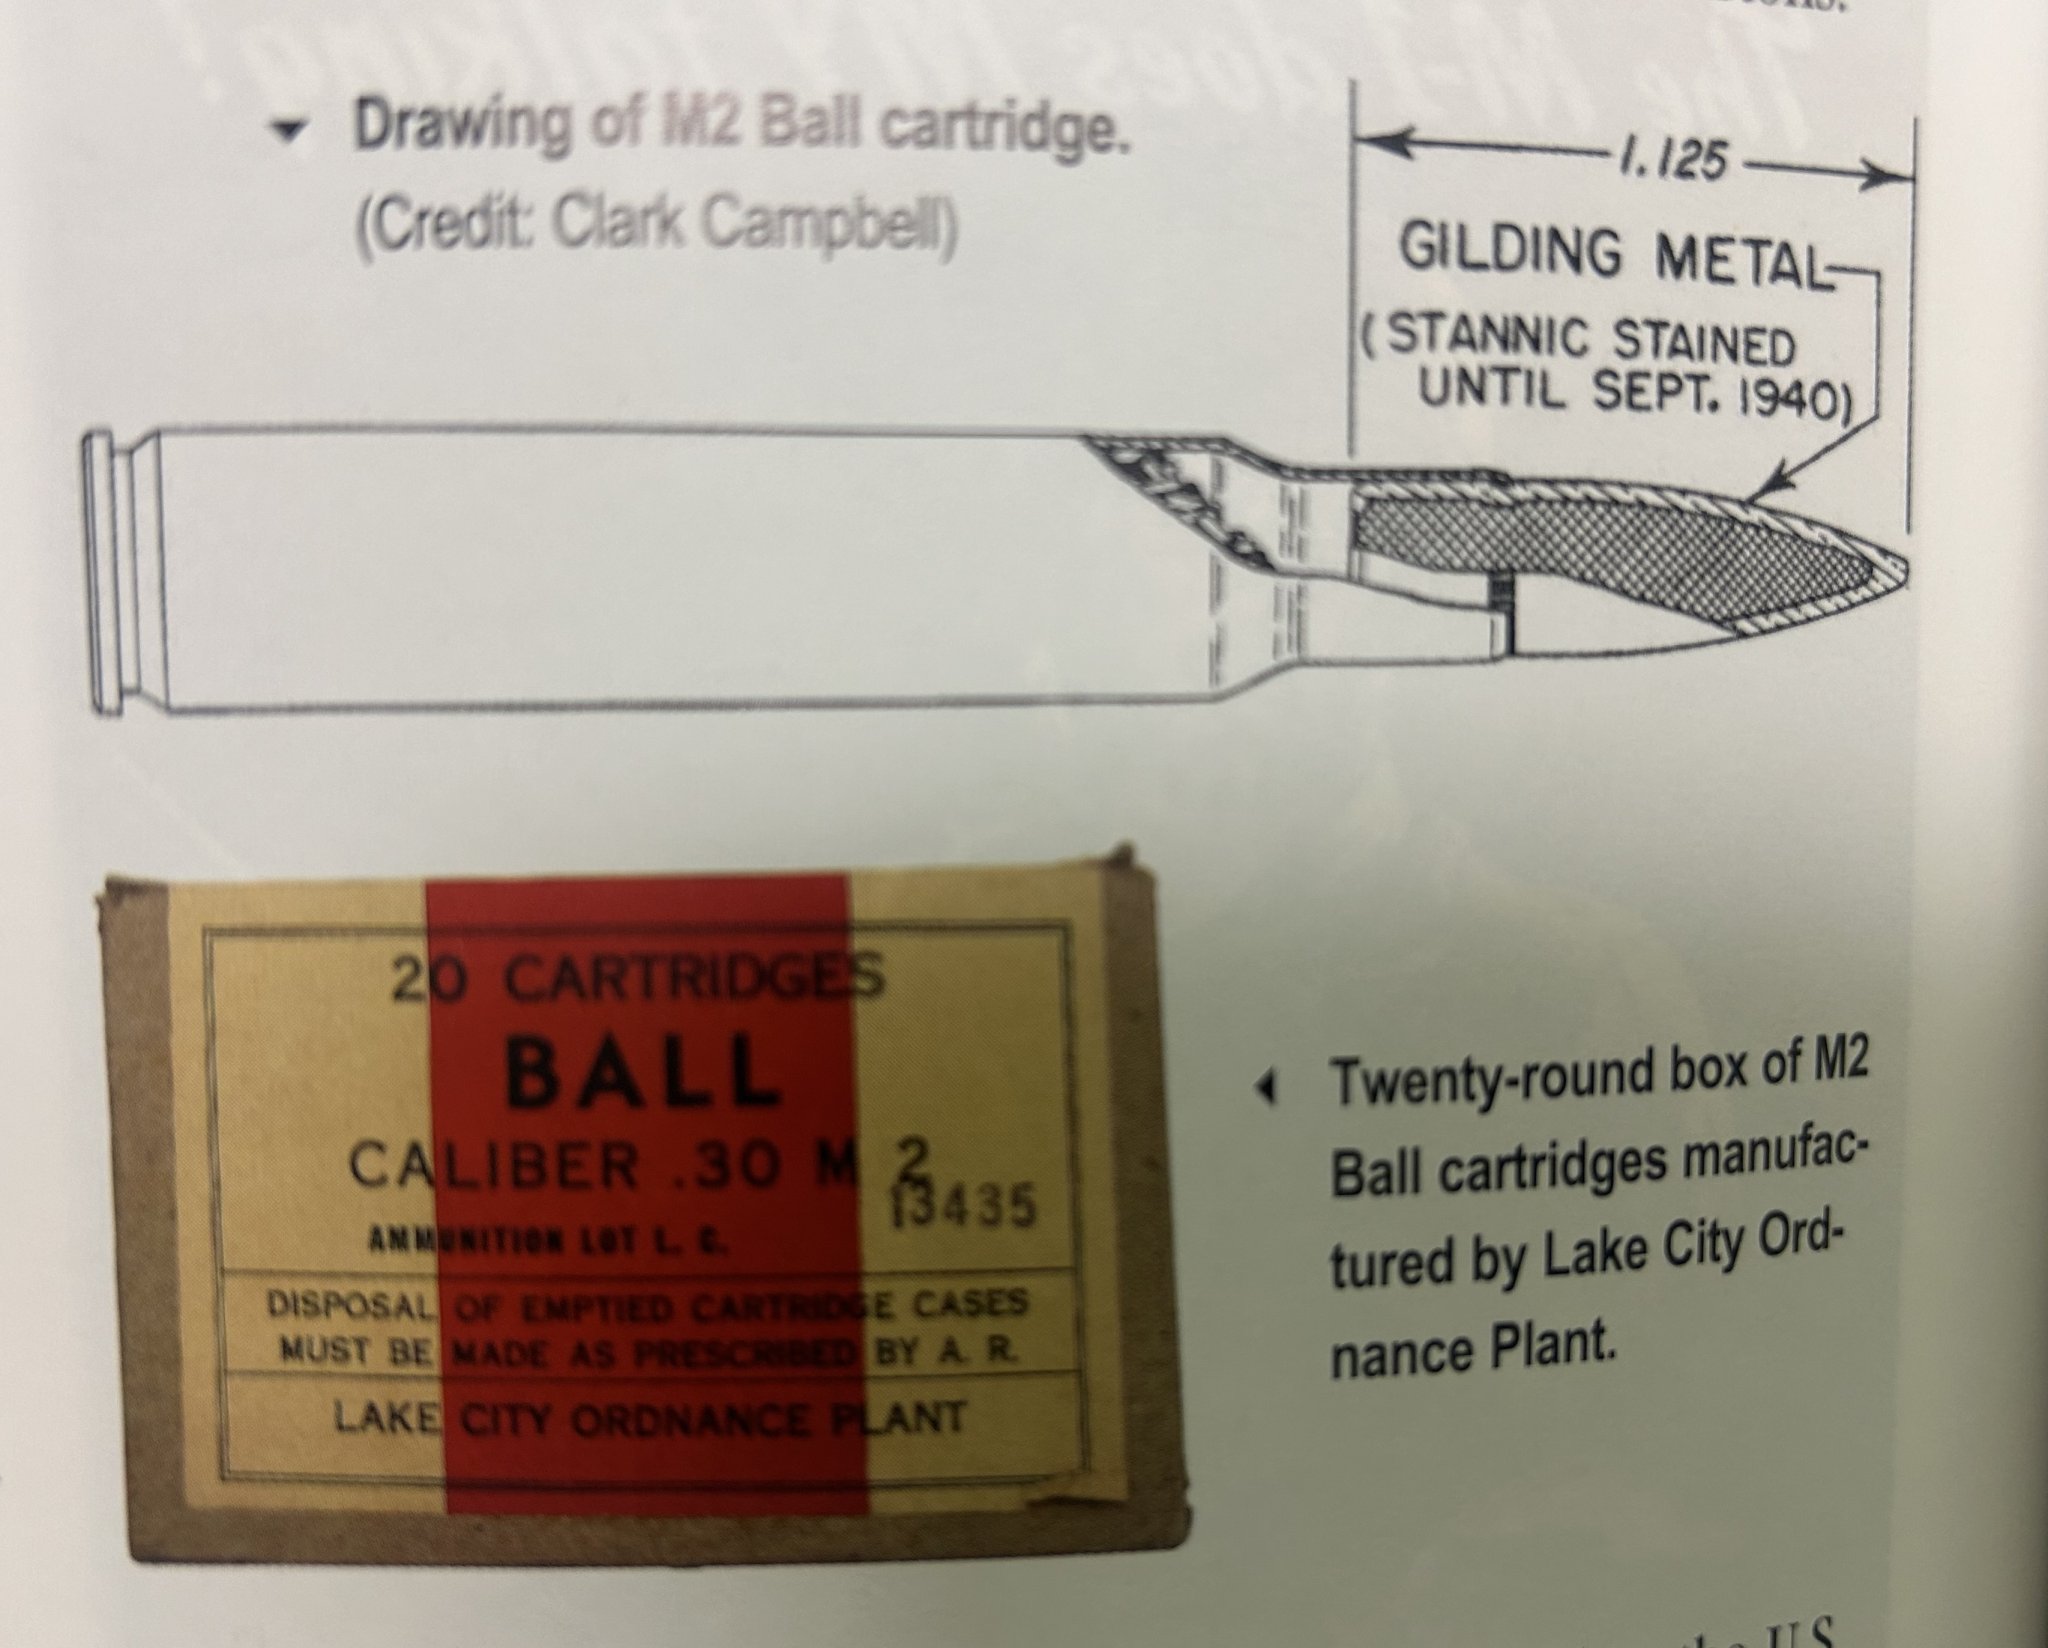 Drawing of M2 Ball cartridge.
(Credit: Clark Campbell)
1.125
GILDING METAL
(STANNIC STAINED
UNTIL SEPT. 1940)
20 CARTRIDGES
BALL
CALIBER .30 M 2
13435
AMMUNITION LOT L. C.
DISPOSAL OF EMPTIED CARTRIDGE CASES
MUST BE MADE AS PRESCRIBED BY A. R.
LAKE CITY ORDNANCE PLANT
Twenty-round box of M2
Ball cartridges manufac-
tured by Lake City Ord-
nance Plant.
the U.S.